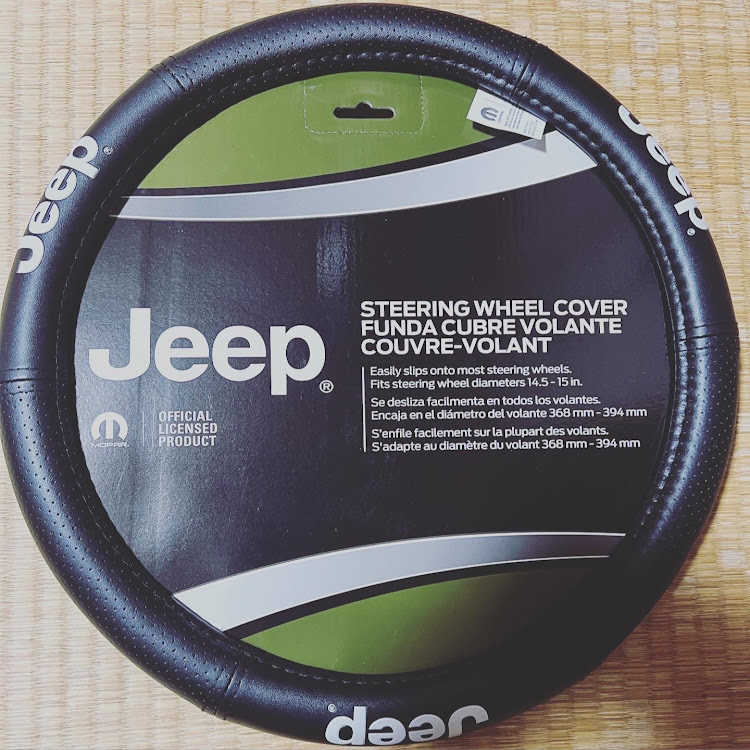 Jeep®
Jeep®
Jeep®
STEERING WHEEL COVER
FUNDA CUBRE VOLANTE
COUVRE-VOLANT
Easily slips onto most steering wheels.
Fits steering wheel diameters 14.5 - 15 in.
Se desliza facilmenta en todos los volantes.
Encaja en el diámetro del volante 368 mm - 394 mm
S'enfile facilement sur la plupart des volants.
S'adapte au diamètre du volant 368 mm - 394 mm
MOPAR.
OFFICIAL
LICENSED
PRODUCT
Jeep®